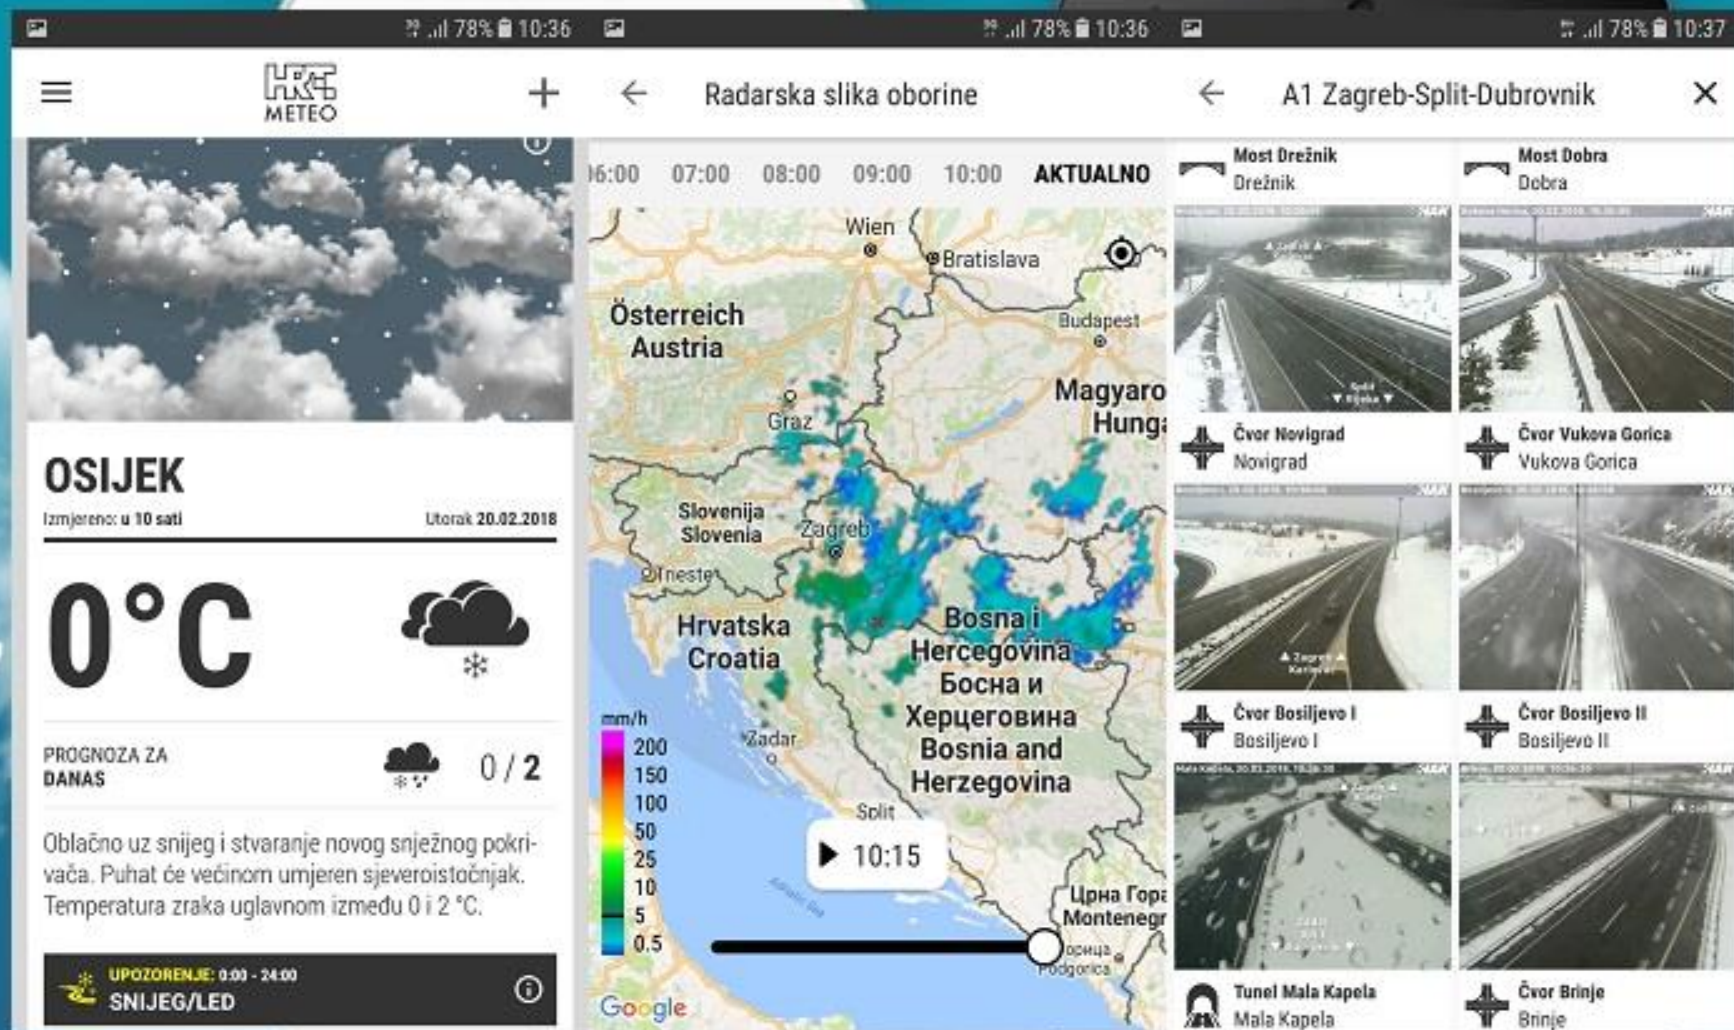 78% 10:36
HRT
METEO
OSIJEK
Izmjereno: u 10 sati
Utorak 20.02.2018
0°C
PROGNOZA ZA
DANAS
0 / 2
Oblačno uz snijeg i stvaranje novog snježnog pokri-
vača. Puhat će većinom umjeren sjeveroistočnjak.
Temperatura zraka uglavnom između 0 i 2 °C.
UPOZORENJE: 0:00 - 24:00
SNIJEG/LED
78% 10:36
Radarska slika oborine
06:00 07:00 08:00 09:00 10:00 AKTUALNO
Wien
Bratislava
Österreich
Austria
Budapest
Magyaro
Hunga
Graz
Slovenija
Slovenia
Zagreb
Trieste
Hrvatska
Croatia
Bosna i
Hercegovina
Босна и
Херцеговина
Bosnia and
Herzegovina
Zadar
Split
10:15
Adriatic Sea
Црна Гора
Montenegr
орица
Podgorica
mm/h
200
150
100
50
25
10
5
0.5
Google
78% 10:37
A1 Zagreb-Split-Dubrovnik
Most Drežnik
Drežnik
Most Dobra
Dobra
Čvor Novigrad
Novigrad
Čvor Vukova Gorica
Vukova Gorica
Čvor Bosiljevo I
Bosiljevo I
Čvor Bosiljevo II
Bosiljevo II
Tunel Mala Kapela
Mala Kapela
Čvor Brinje
Brinje